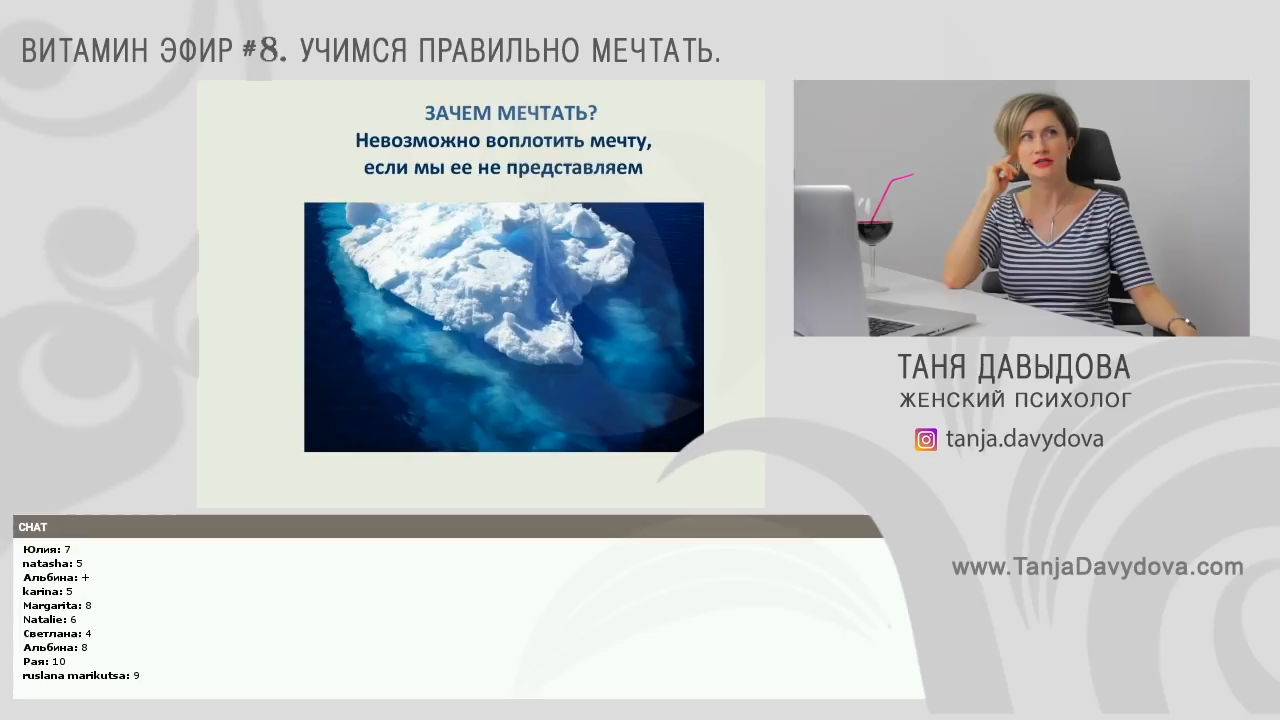 ВИТАМИН ЭФИР #8. УЧИМСЯ ПРАВИЛЬНО МЕЧТАТЬ.
ЗАЧЕМ МЕЧТАТЬ?
Невозможно воплотить мечту,
если мы ее не представляем
ТАНЯ ДАВЫДОВА
ЖЕНСКИЙ ПСИХОЛОГ
tanja.davydova
www.TanjaDavydova.com
CHAT
Юлия: 7
natasha: 5
Альбина: +
karina: 5
Margarita: 8
Natalie: 6
Светлана: 4
Альбина: 8
Рая: 10
ruslana marikutsa: 9